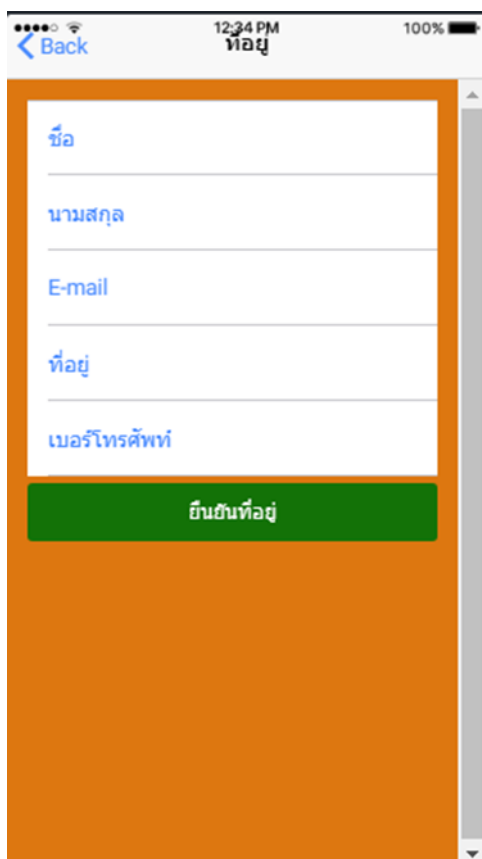 12:34 PM 100%
Back ที่อยู่
ชื่อ
นามสกุล
E-mail
ที่อยู่
เบอร์โทรศัพท์
ยืนยันที่อยู่